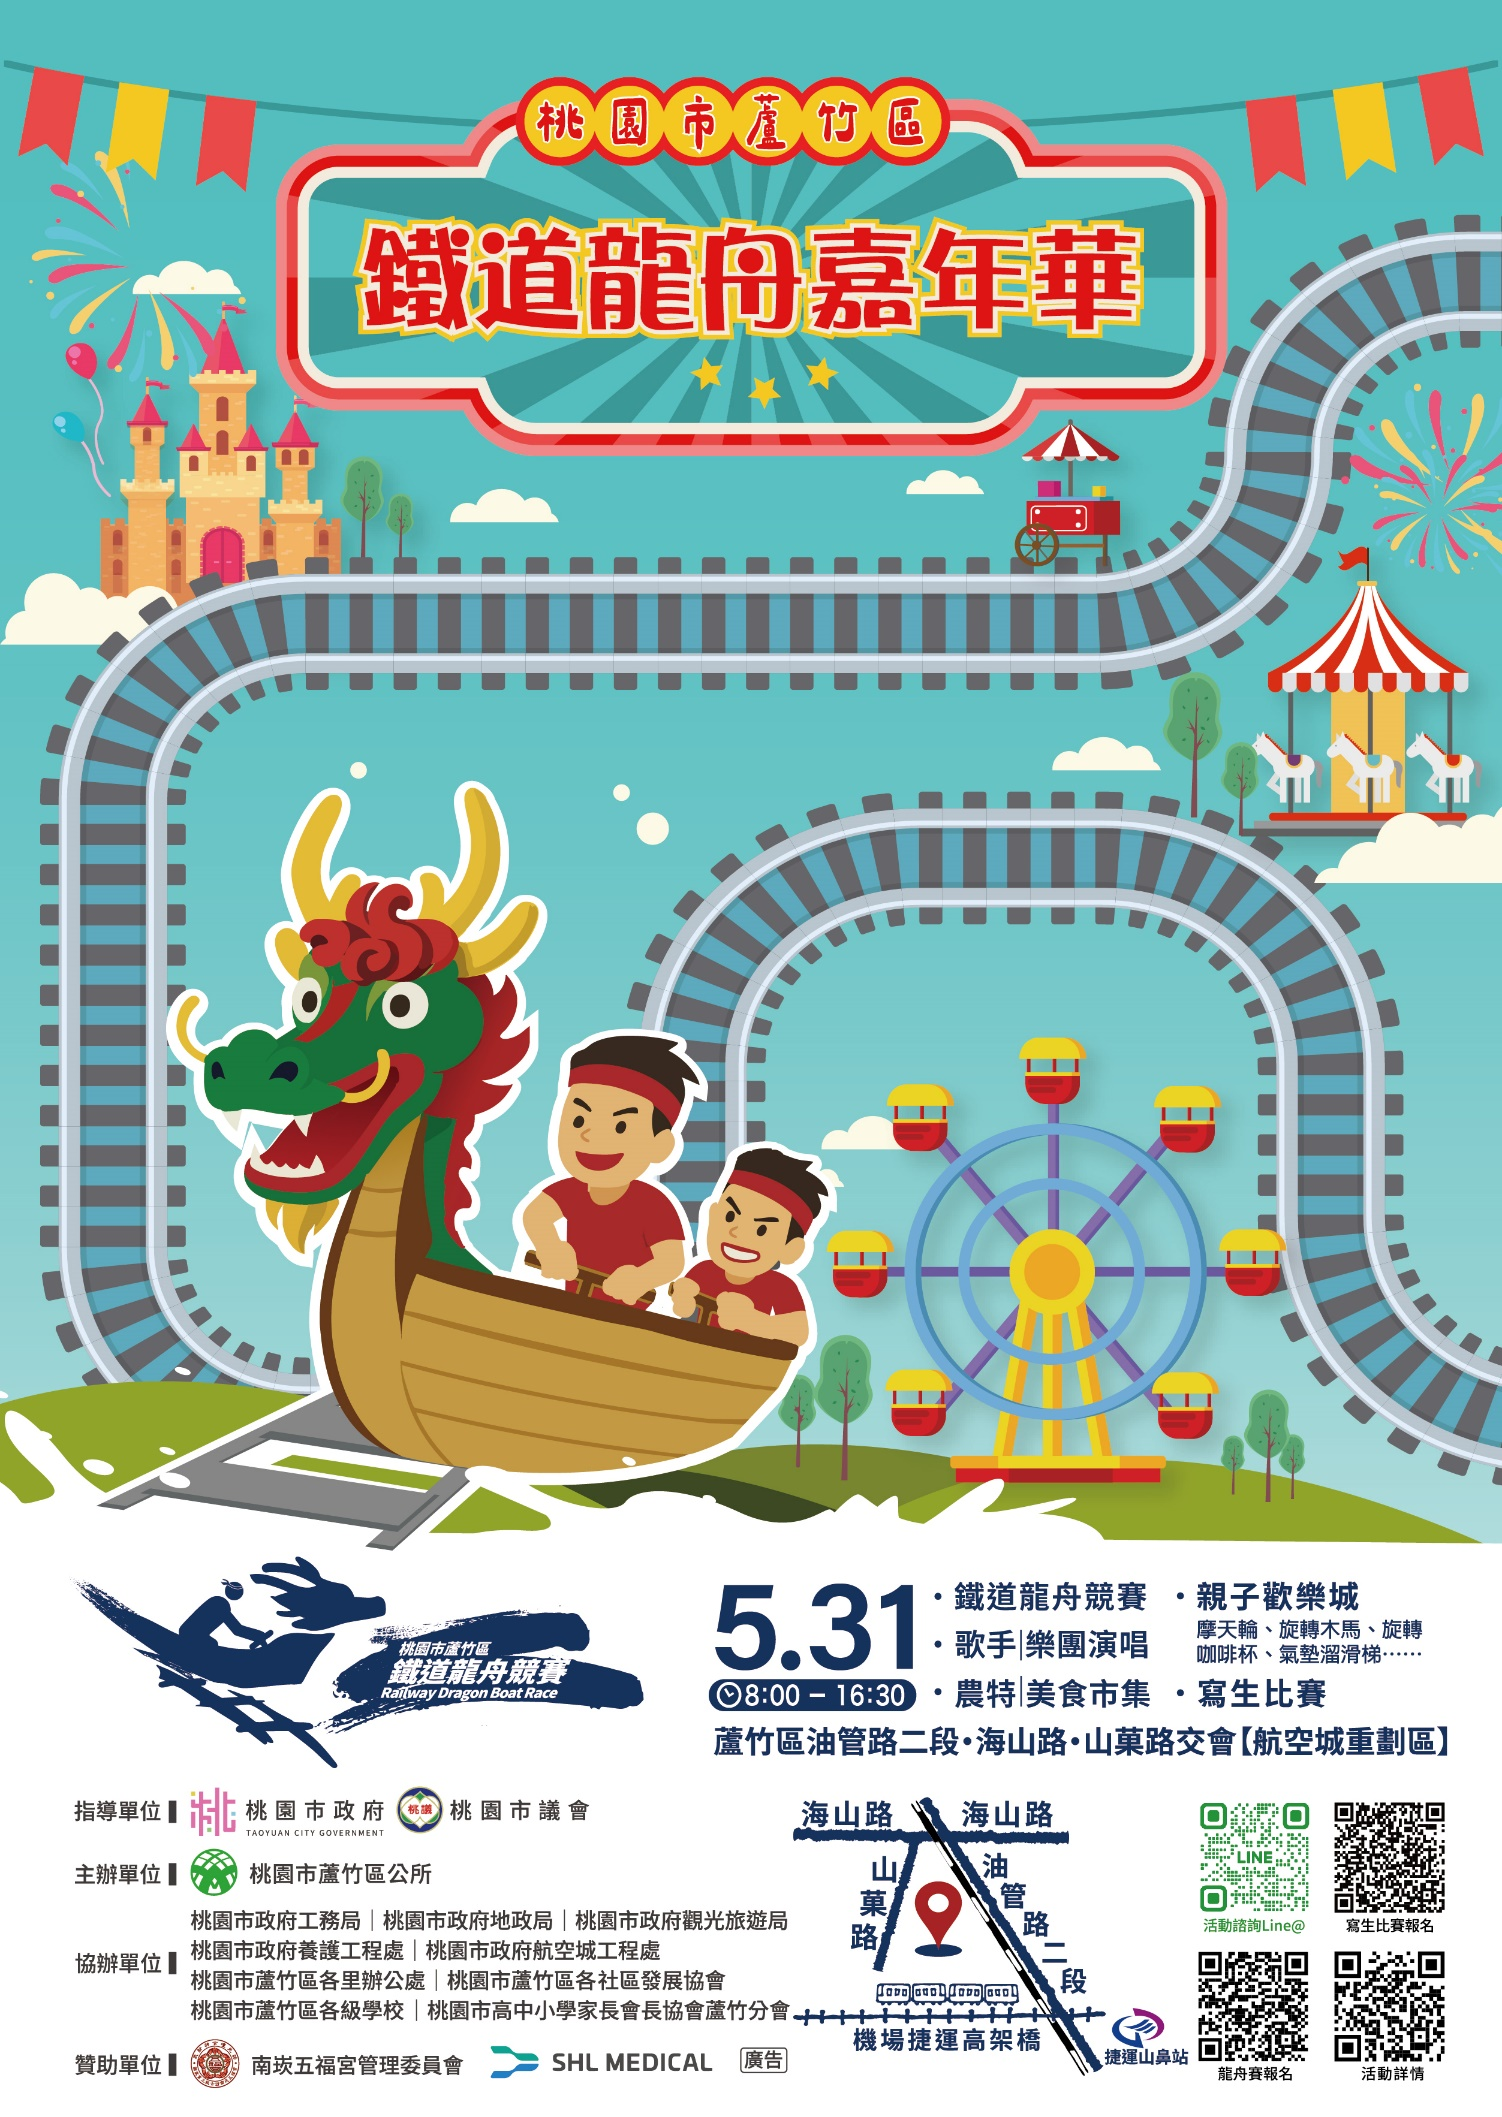 桃園市蘆竹區
鐵道龍舟嘉年華
桃園市蘆竹區
鐵道龍舟競賽
Railway Dragon Boat Race
5.31
8:00 – 16:30
・鐵道龍舟競賽
・歌手|樂團演唱
・農特|美食市集
・親子歡樂城
摩天輪、旋轉木馬、旋轉
咖啡杯、氣墊溜滑梯⋯⋯
・寫生比賽
蘆竹區油管路二段•海山路•山菓路交會【航空城重劃區】
指導單位 桃園市政府 桃議 桃園市議會
TAOYUAN CITY GOVERNMENT
主辦單位 桃園市蘆竹區公所
協辦單位
桃園市政府工務局｜桃園市政府地政局｜桃園市政府觀光旅遊局
桃園市政府養護工程處｜桃園市政府航空城工程處
桃園市蘆竹區各里辦公處｜桃園市蘆竹區各社區發展協會
桃園市蘆竹區各級學校｜桃園市高中小學家長會長協會蘆竹分會
贊助單位 南崁五福宮管理委員會 SHL MEDICAL 廣告
海山路 海山路
山菓路
油管路二段
機場捷運高架橋
捷運山鼻站
LINE
活動諮詢Line@
寫生比賽報名
龍舟賽報名
活動詳情